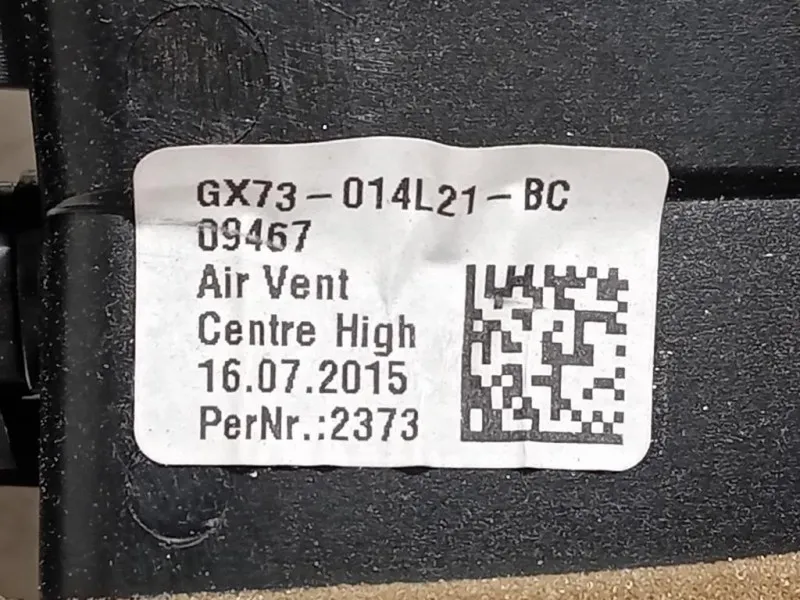 GX73-014L21-BC
09467
Air Vent
Centre High
16.07.2015
PerNr.:2373